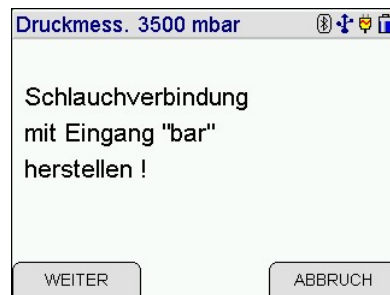 Druckmess. 3500 mbar
Schlauchverbindung
mit Eingang "bar"
herstellen !
WEITER
ABBRUCH